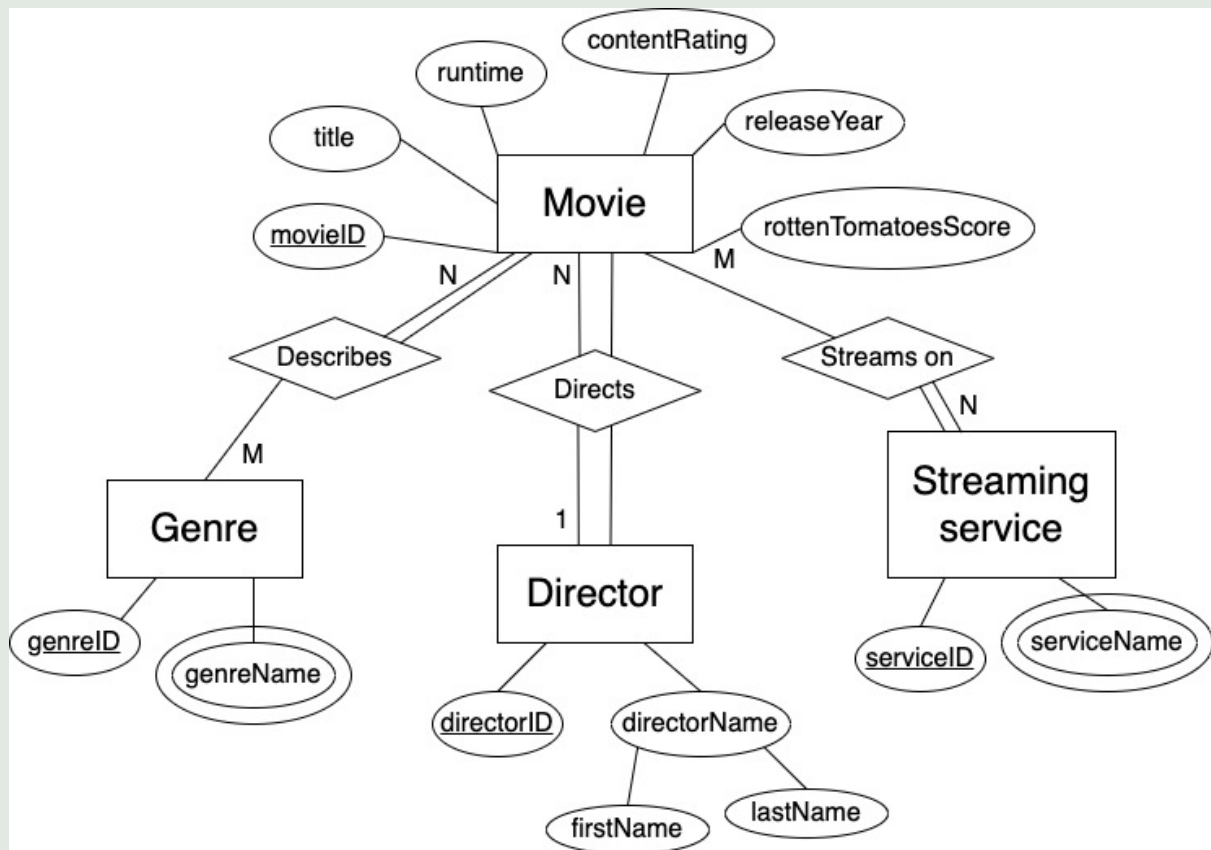 contentRating
runtime
releaseYear
title
Movie
rottenTomatoesScore
movieID
N
N
M
Describes
Streams on
Directs
N
M
Streaming
service
1
Genre
Director
genreID
serviceName
serviceID
genreName
directorID
directorName
lastName
firstName